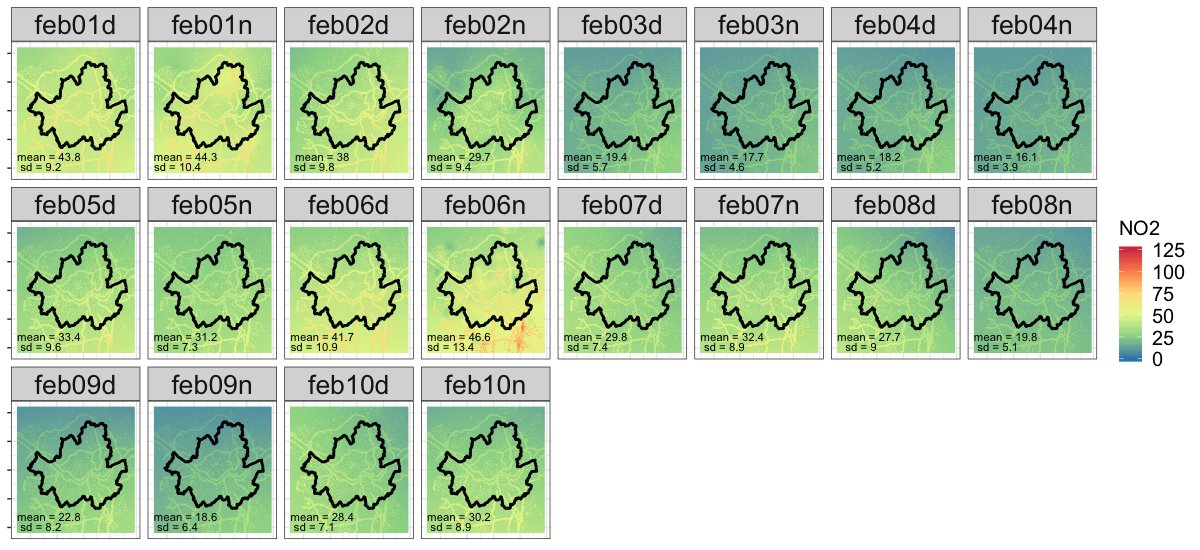 feb01d feb01n feb02d feb02n feb03d feb03n feb04d feb04n
mean = 43.8 mean = 44.3 mean = 38 mean = 29.7 mean = 19.4 mean = 17.7 mean = 18.2 mean = 16.1
sd = 9.2 sd = 10.4 sd = 9.8 sd = 9.4 sd = 5.7 sd = 4.6 sd = 5.2 sd = 3.9
feb05d feb05n feb06d feb06n feb07d feb07n feb08d feb08n
mean = 33.4 mean = 31.2 mean = 41.7 mean = 46.6 mean = 29.8 mean = 32.4 mean = 27.7 mean = 19.8
sd = 9.6 sd = 7.3 sd = 10.9 sd = 13.4 sd = 7.4 sd = 8.9 sd = 9 sd = 5.1
feb09d feb09n feb10d feb10n
mean = 22.8 mean = 18.6 mean = 28.4 mean = 30.2
sd = 8.2 sd = 6.4 sd = 7.1 sd = 8.9
NO2
125
100
75
50
25
0